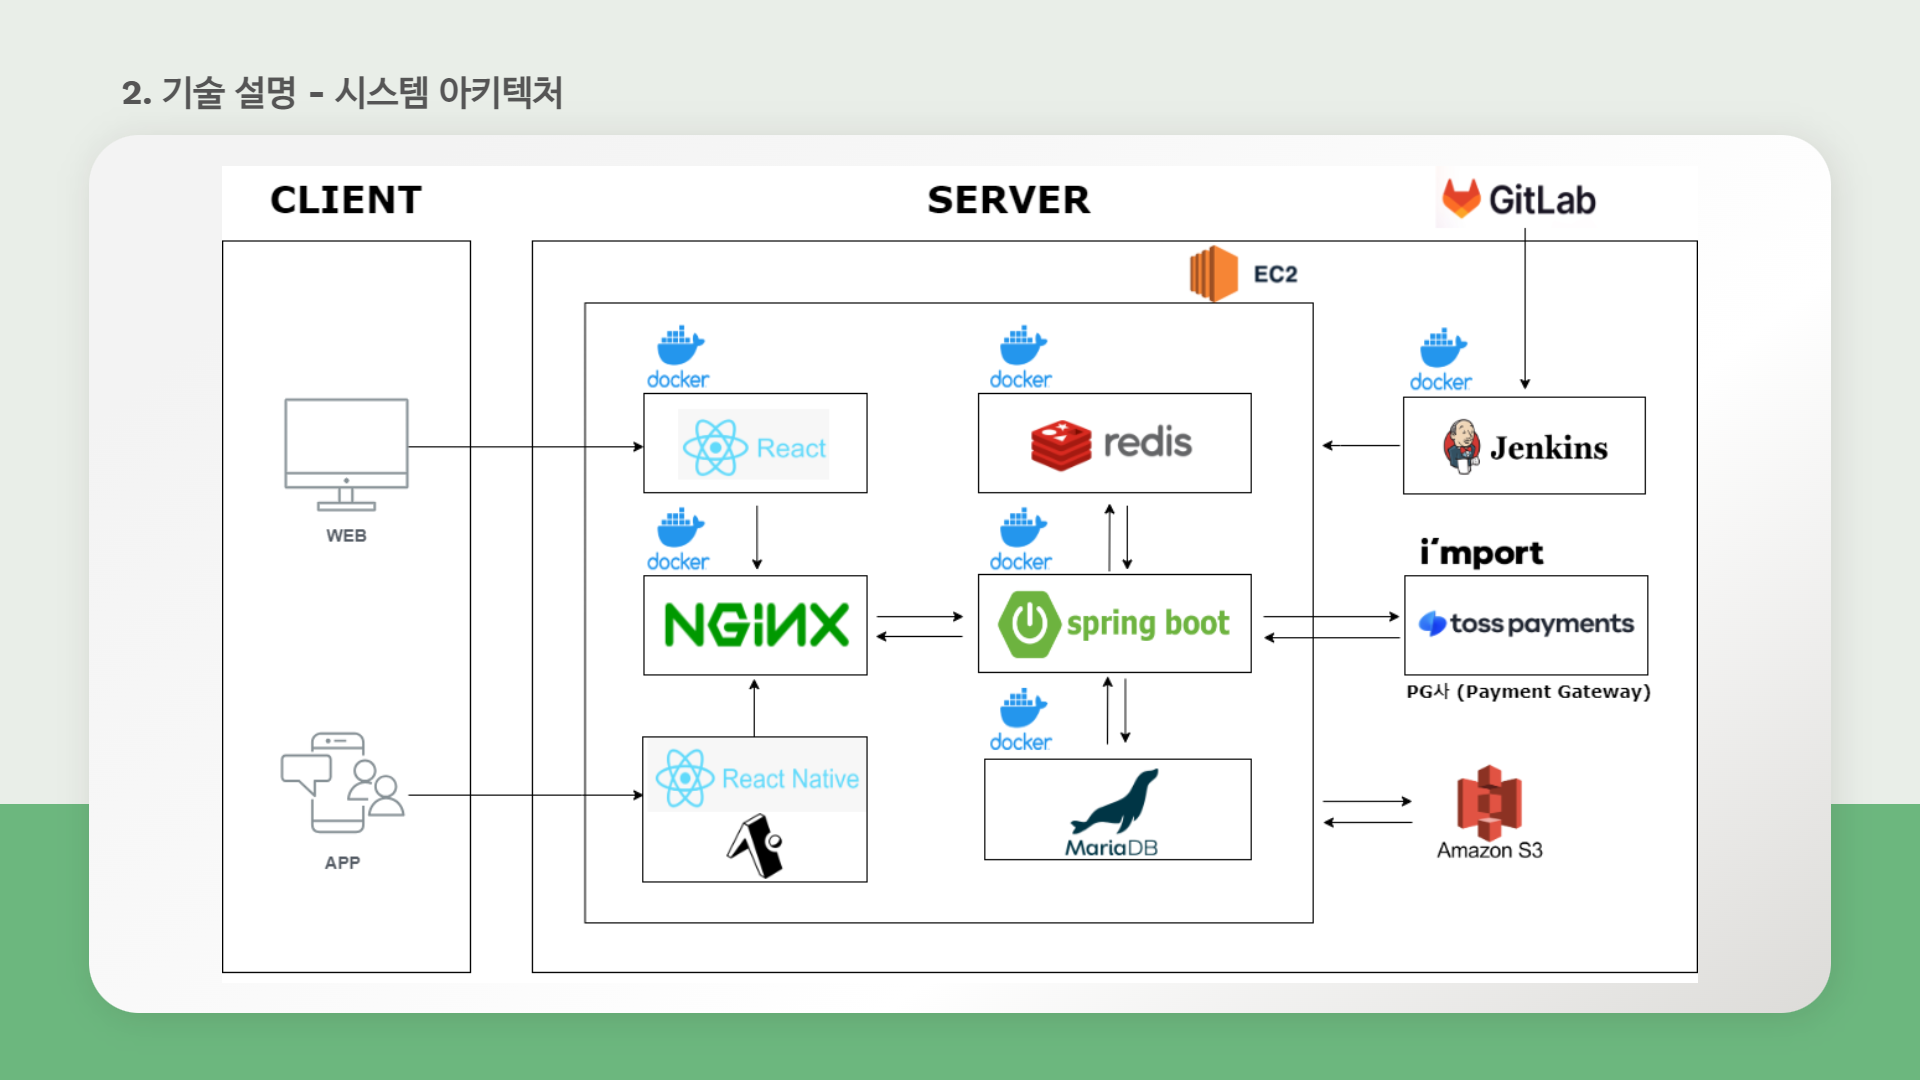 2. 기술 설명 - 시스템 아키텍처
CLIENT
SERVER
GitLab
EC2
docker
docker
docker
React
redis
Jenkins
WEB
docker
docker
i'mport
NGINX
spring boot
toss payments
PG사 (Payment Gateway)
docker
React Native
MariaDB
Amazon S3
APP